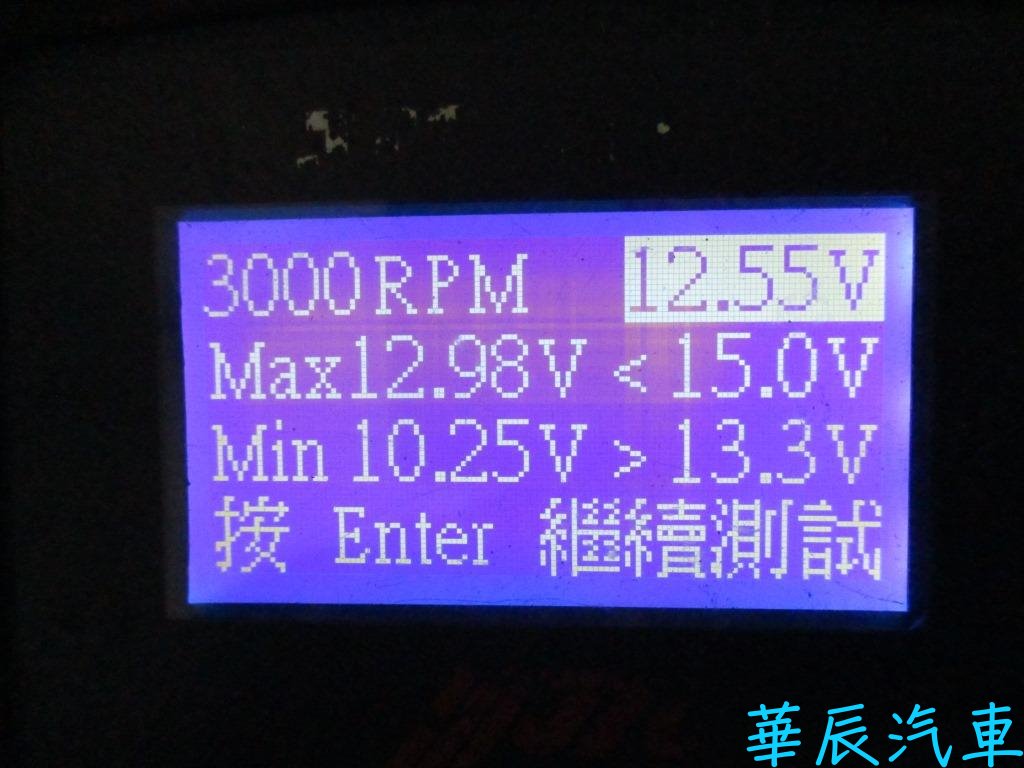 3000RPM 12.55V
Max12.98V < 15.0V
Min 10.25V > 13.3V
按 Enter 繼續測試
華辰汽車